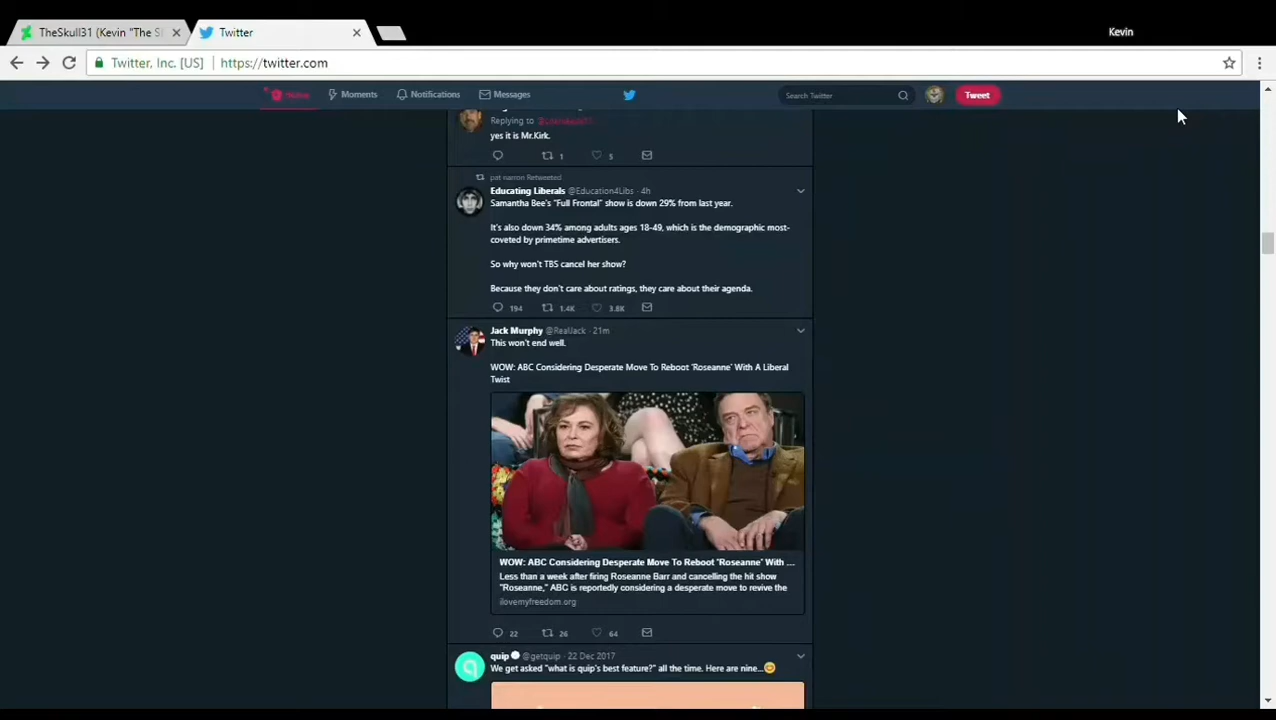 TheSkull31 (Kevin "The S
Twitter
Kevin
Twitter, Inc. [US]
https://twitter.com
Moments
Notifications
Messages
Search Twitter
Tweet
Replying to
yes it is Mr.Kirk.
1
5
pat narron Retweeted
Educating Liberals @Education4Libs · 4h
Samantha Bee's "Full Frontal" show is down 29% from last year.
It's also down 34% among adults ages 18-49, which is the demographic most-
coveted by primetime advertisers.
So why won't TBS cancel her show?
Because they don't care about ratings, they care about their agenda.
194
1.4K
3.8K
Jack Murphy @RealJack · 21m
This won't end well.
WOW: ABC Considering Desperate Move To Reboot 'Roseanne' With A Liberal
Twist
WOW: ABC Considering Desperate Move To Reboot 'Roseanne' With ...
Less than a week after firing Roseanne Barr and cancelling the hit show
"Roseanne," ABC is reportedly considering a desperate move to revive the
ilovemyfreedom.org
22
26
64
quip @getquip · 22 Dec 2017
We get asked "what is quip's best feature?" all the time. Here are nine...